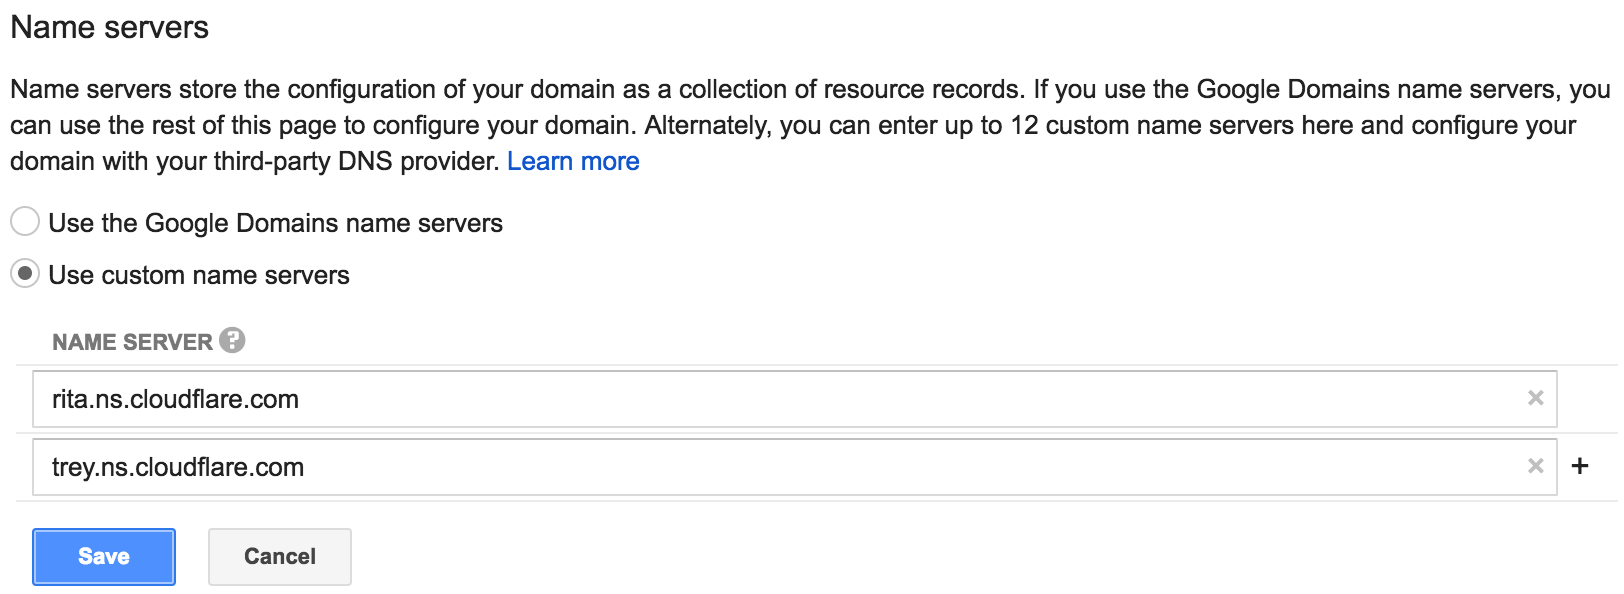 Name servers
Name servers store the configuration of your domain as a collection of resource records. If you use the Google Domains name servers, you
can use the rest of this page to configure your domain. Alternately, you can enter up to 12 custom name servers here and configure your
domain with your third-party DNS provider. Learn more
Use the Google Domains name servers
Use custom name servers
NAME SERVER ?
rita.ns.cloudflare.com ×
trey.ns.cloudflare.com × +
Save Cancel